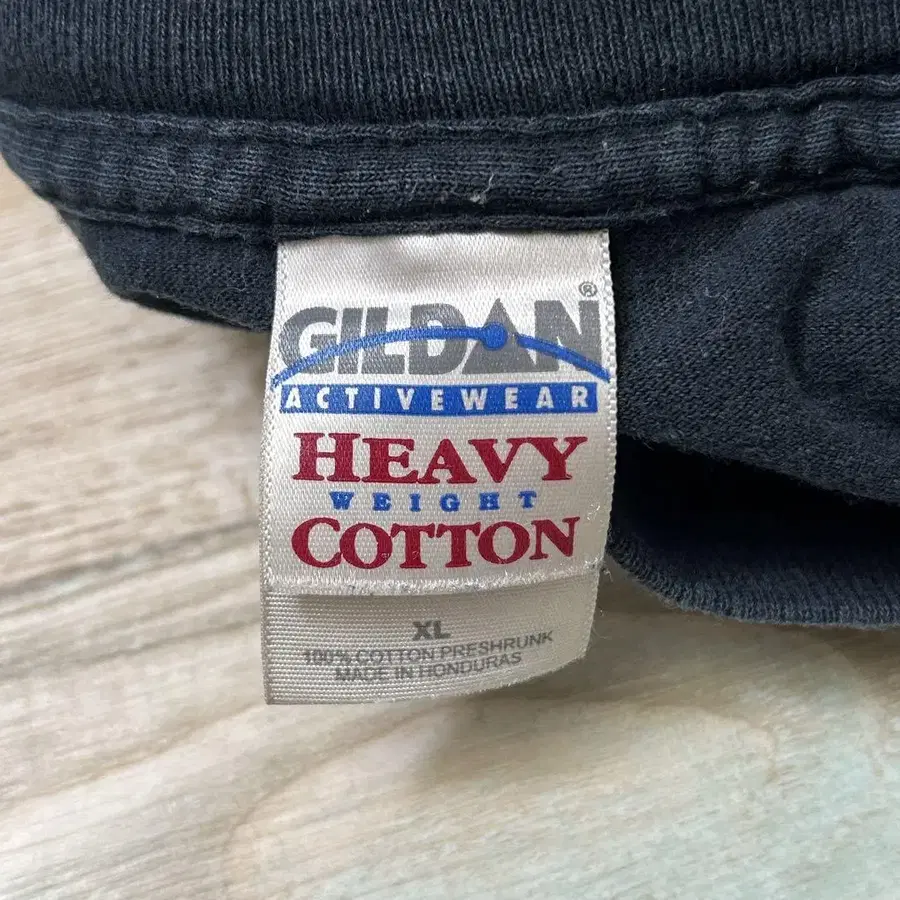 GILDAN®
ACTIVEWEAR
HEAVY
WEIGHT
COTTON
XL
100% COTTON PRESHRUNK
MADE IN HONDURAS